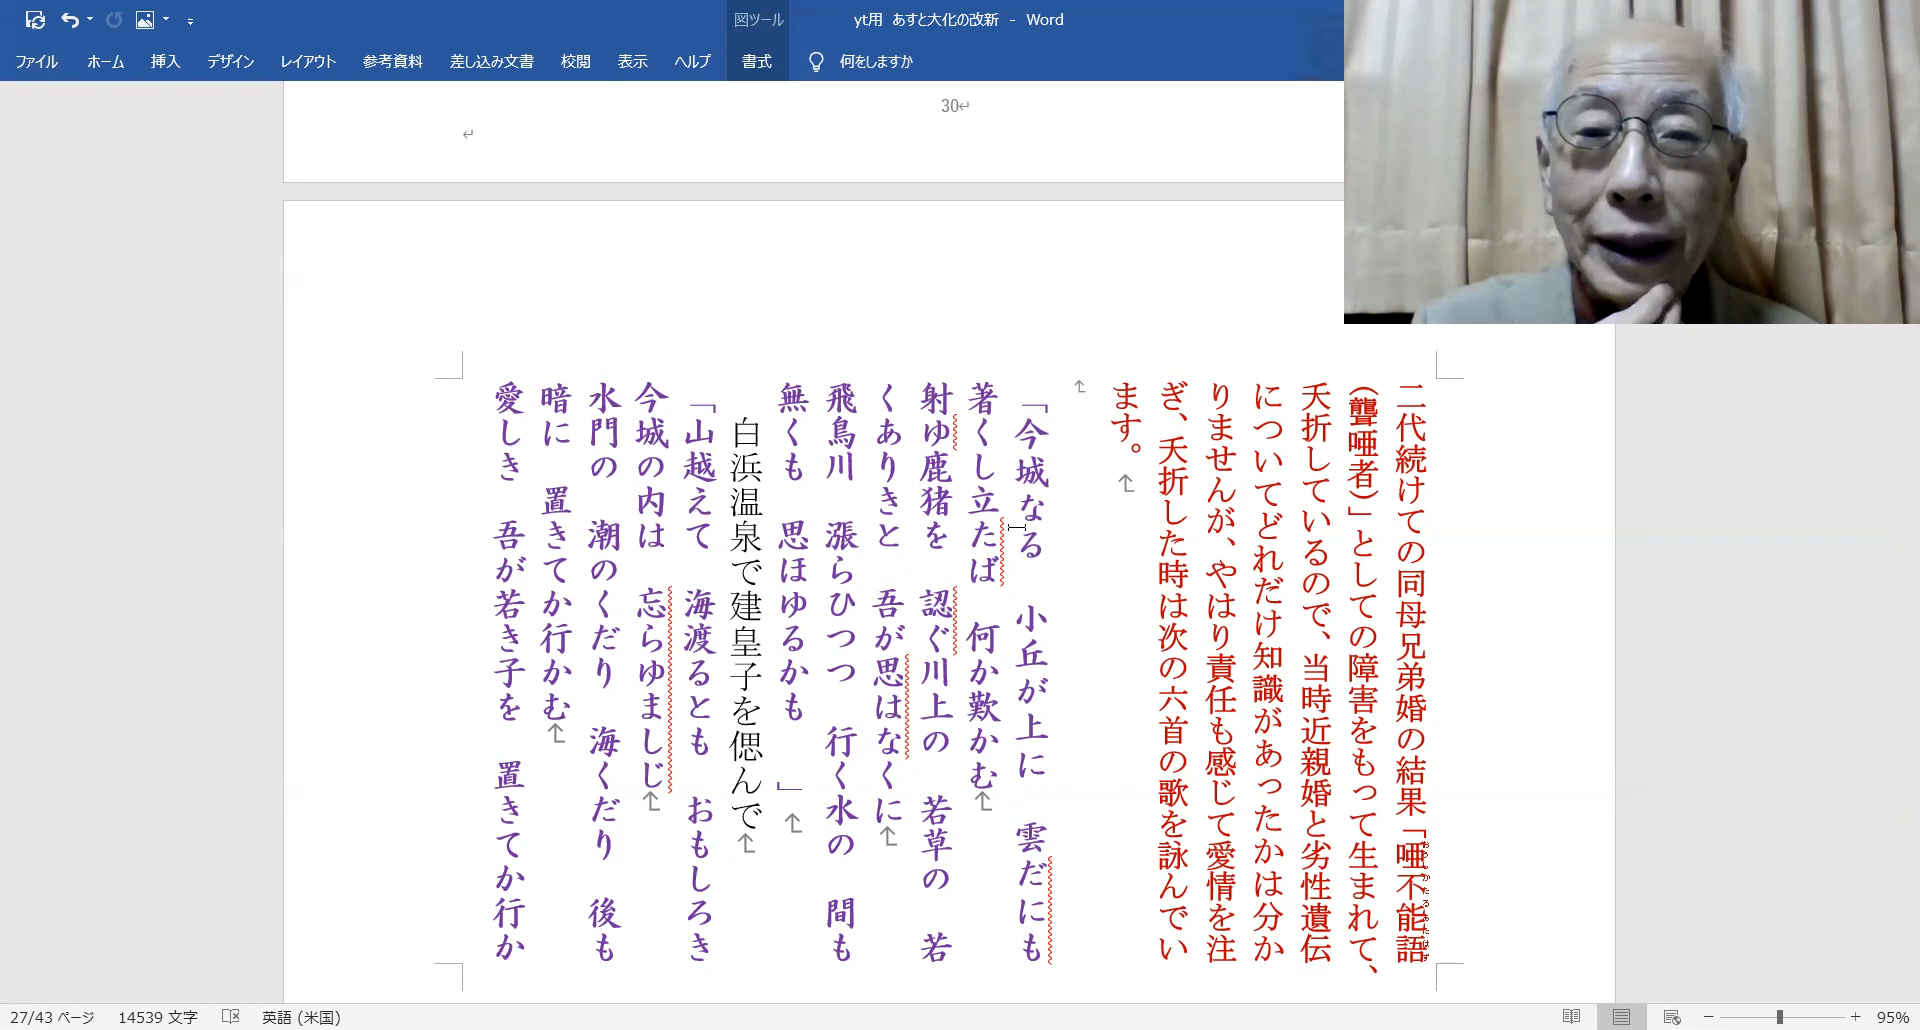 yt用 あすと大化の改新 - Word
図ツール
ファイル ホーム 挿入 デザイン レイアウト 参考資料 差し込み文書 校閲 表示 ヘルプ 書式 何をしますか
30
二代続けての同母兄弟婚の結果「唖不能語
(聾唖者)」としての障害をもって生まれて、
夭折しているので、当時近親婚と劣性遺伝
についてどれだけ知識があったかは分か
りませんが、やはり責任も感じて愛情を注
ぎ、夭折した時は次の六首の歌を詠んでい
ます。
「今城なる 小丘が上に 雲だにも
著くし立たば 何か歎かむ
射ゆ鹿猪を 認ぐ川上の 若草の 若
くありきと 吾が思はなくに
飛鳥川 漲らひつつ 行く水の 間も
無くも 思ほゆるかも 」
白浜温泉で建皇子を偲んで
「山越えて 海渡るとも おもしろき
今城の内は 忘らゆましじ
水門の 潮のくだり 海くだり 後も
暗に 置きてか行かむ
愛しき 吾が若き子を 置きてか行か
27/43 ページ 14539 文字 英語 (米国) 95%